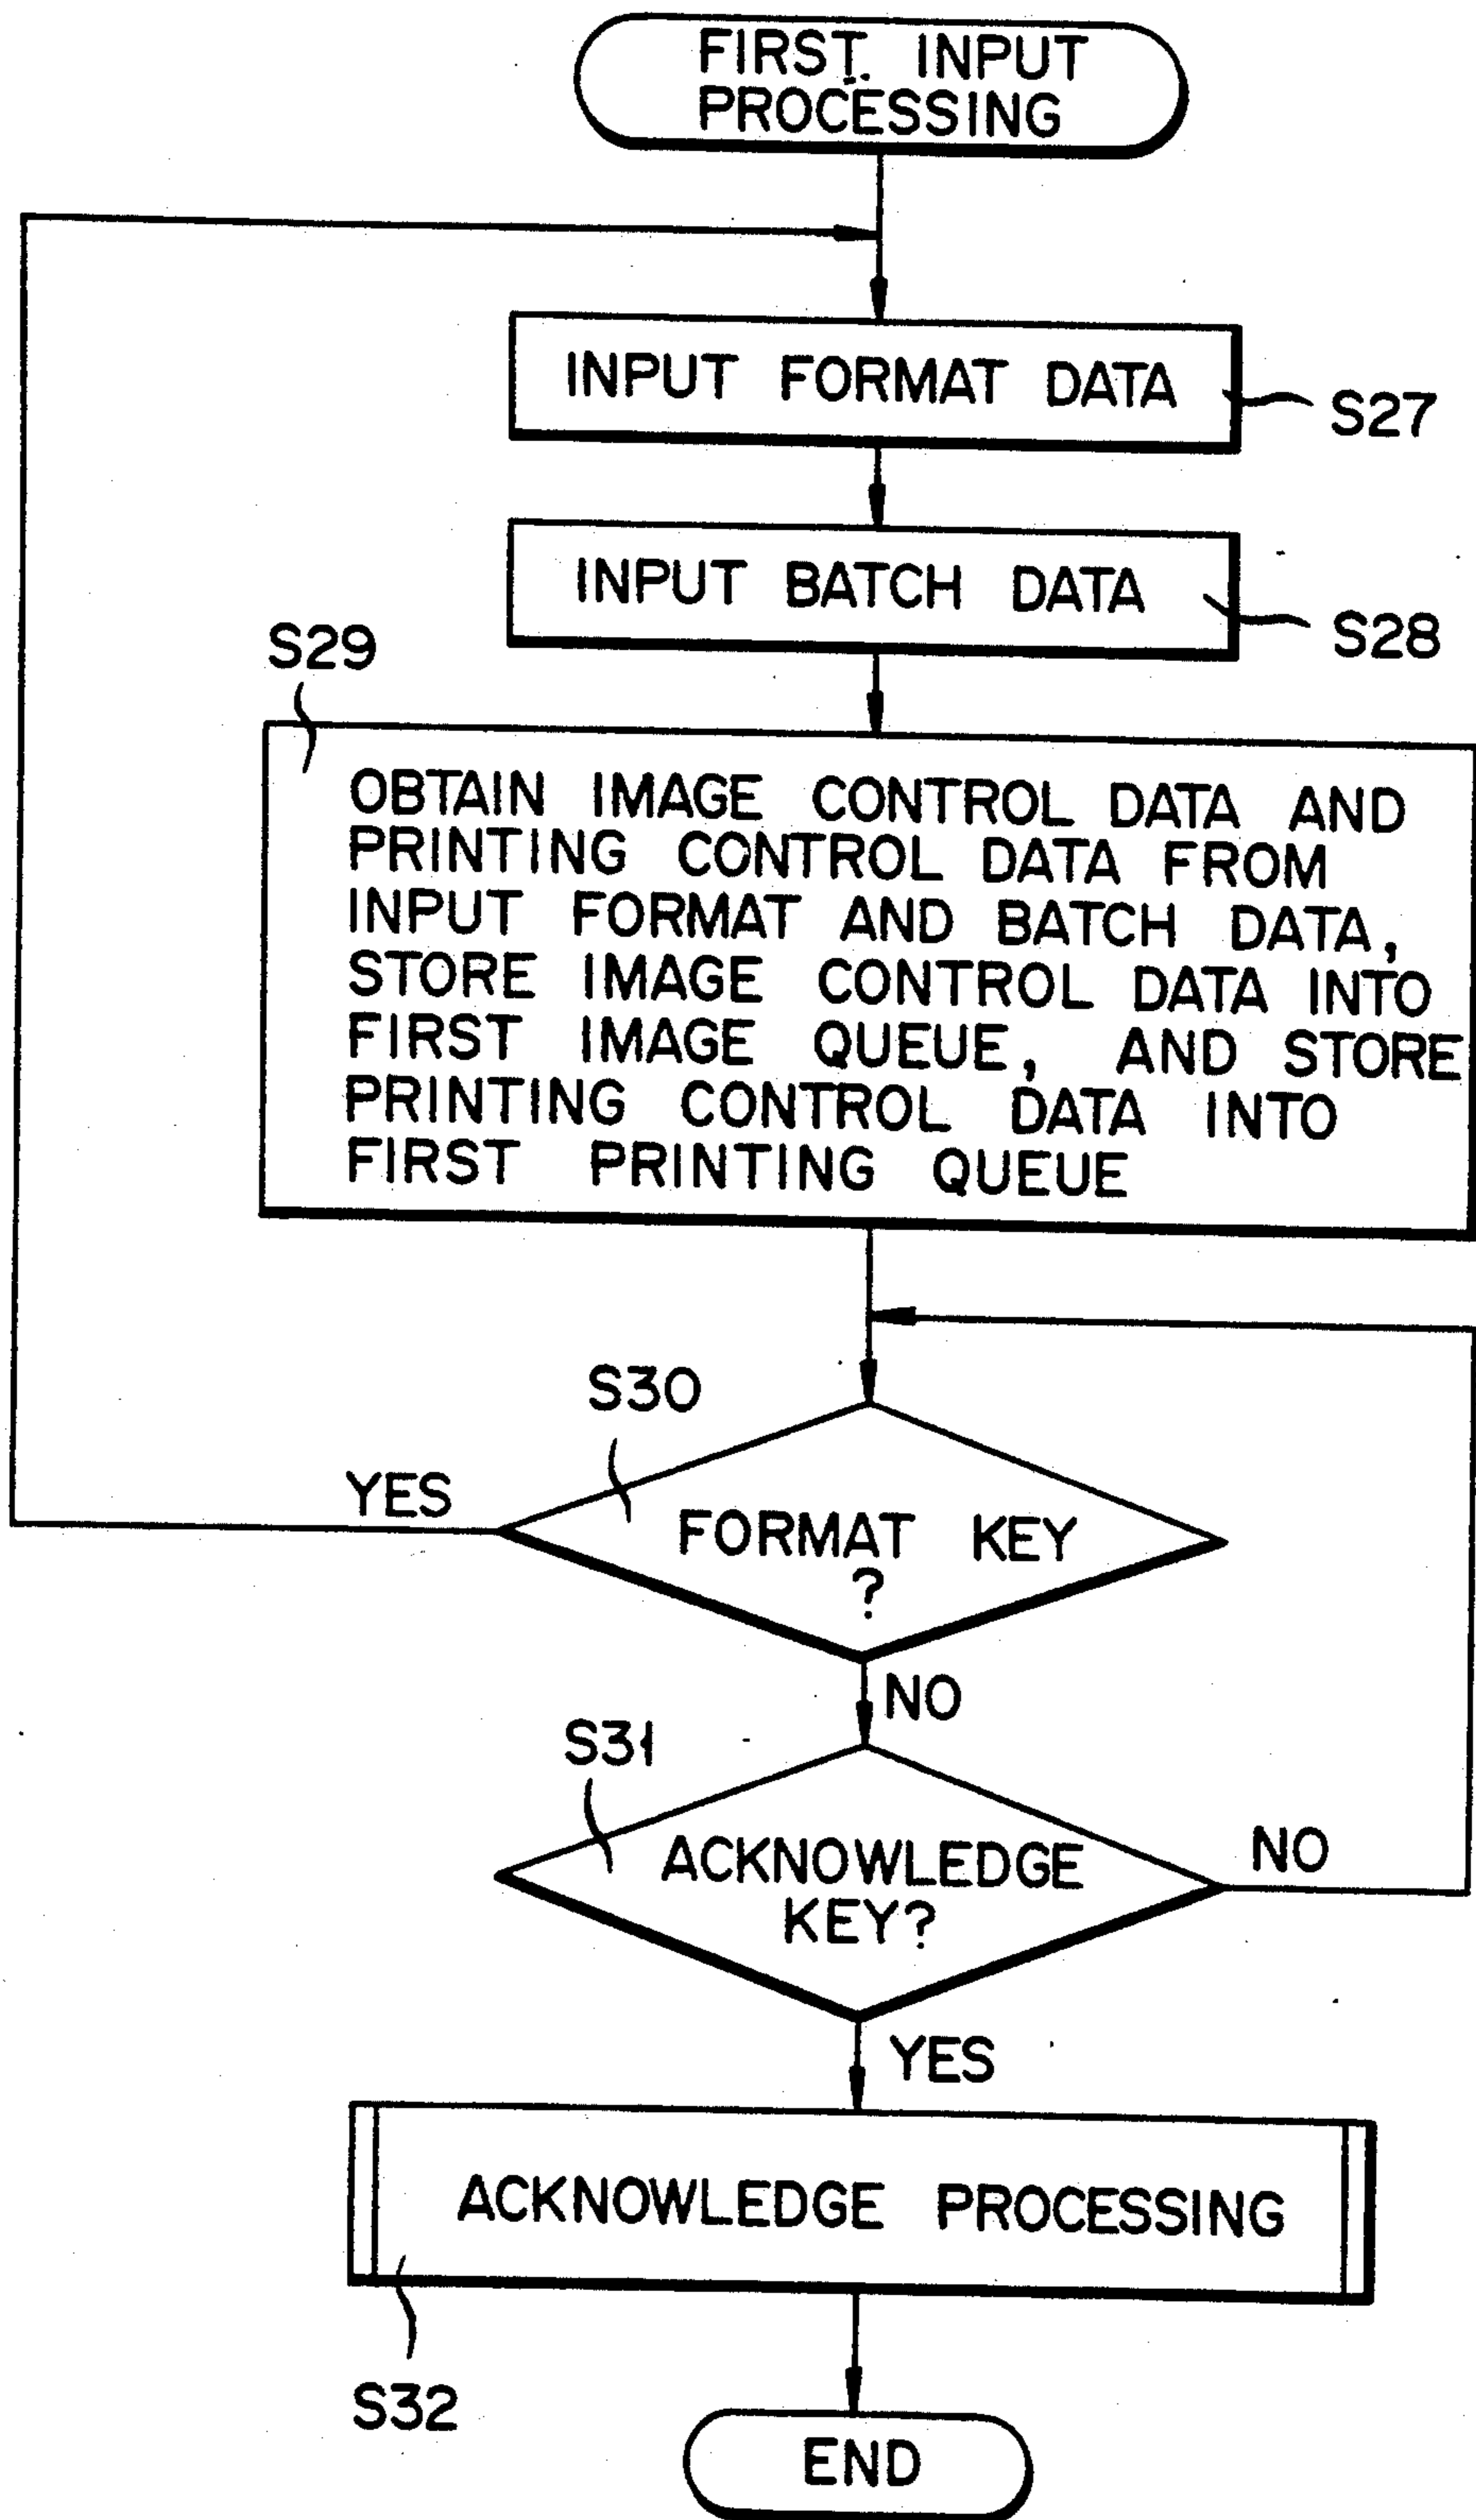 FIRST INPUT
PROCESSING
INPUT FORMAT DATA
S27
INPUT BATCH DATA
S28
S29
OBTAIN IMAGE CONTROL DATA AND
PRINTING CONTROL DATA FROM
INPUT FORMAT AND BATCH DATA,
STORE IMAGE CONTROL DATA INTO
FIRST IMAGE QUEUE, AND STORE
PRINTING CONTROL DATA INTO
FIRST PRINTING QUEUE
S30
YES
FORMAT KEY
?
NO
S31
ACKNOWLEDGE
KEY?
NO
YES
ACKNOWLEDGE PROCESSING
S32
END